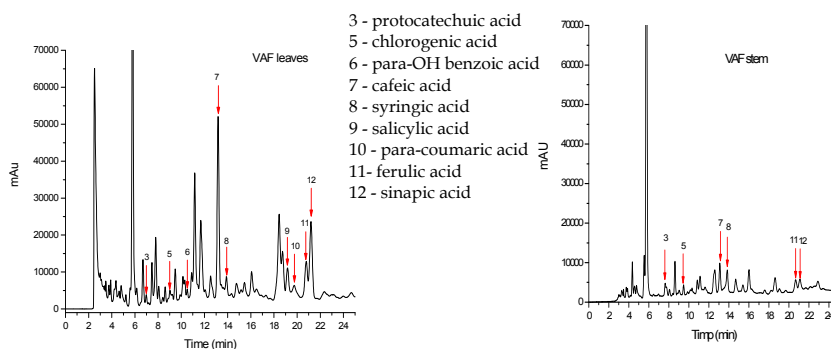 VAF leaves
70000
60000
50000
40000
30000
20000
10000
0
mAu
7
12
9
11
10
8
6
5
3
0 2 4 6 8 10 12 14 16 18 20 22 24
Time (min)
3 - protocatechuic acid
5 - chlorogenic acid
6 - para-OH benzoic acid
7 - cafeic acid
8 - syringic acid
9 - salicylic acid
10 - para-coumaric acid
11- ferulic acid
12 - sinapic acid
VAF stem
70000
60000
50000
40000
30000
20000
10000
0
mAU
3
5
7
8
11
12
0 2 4 6 8 10 12 14 16 18 20 22 24
Timp (min)